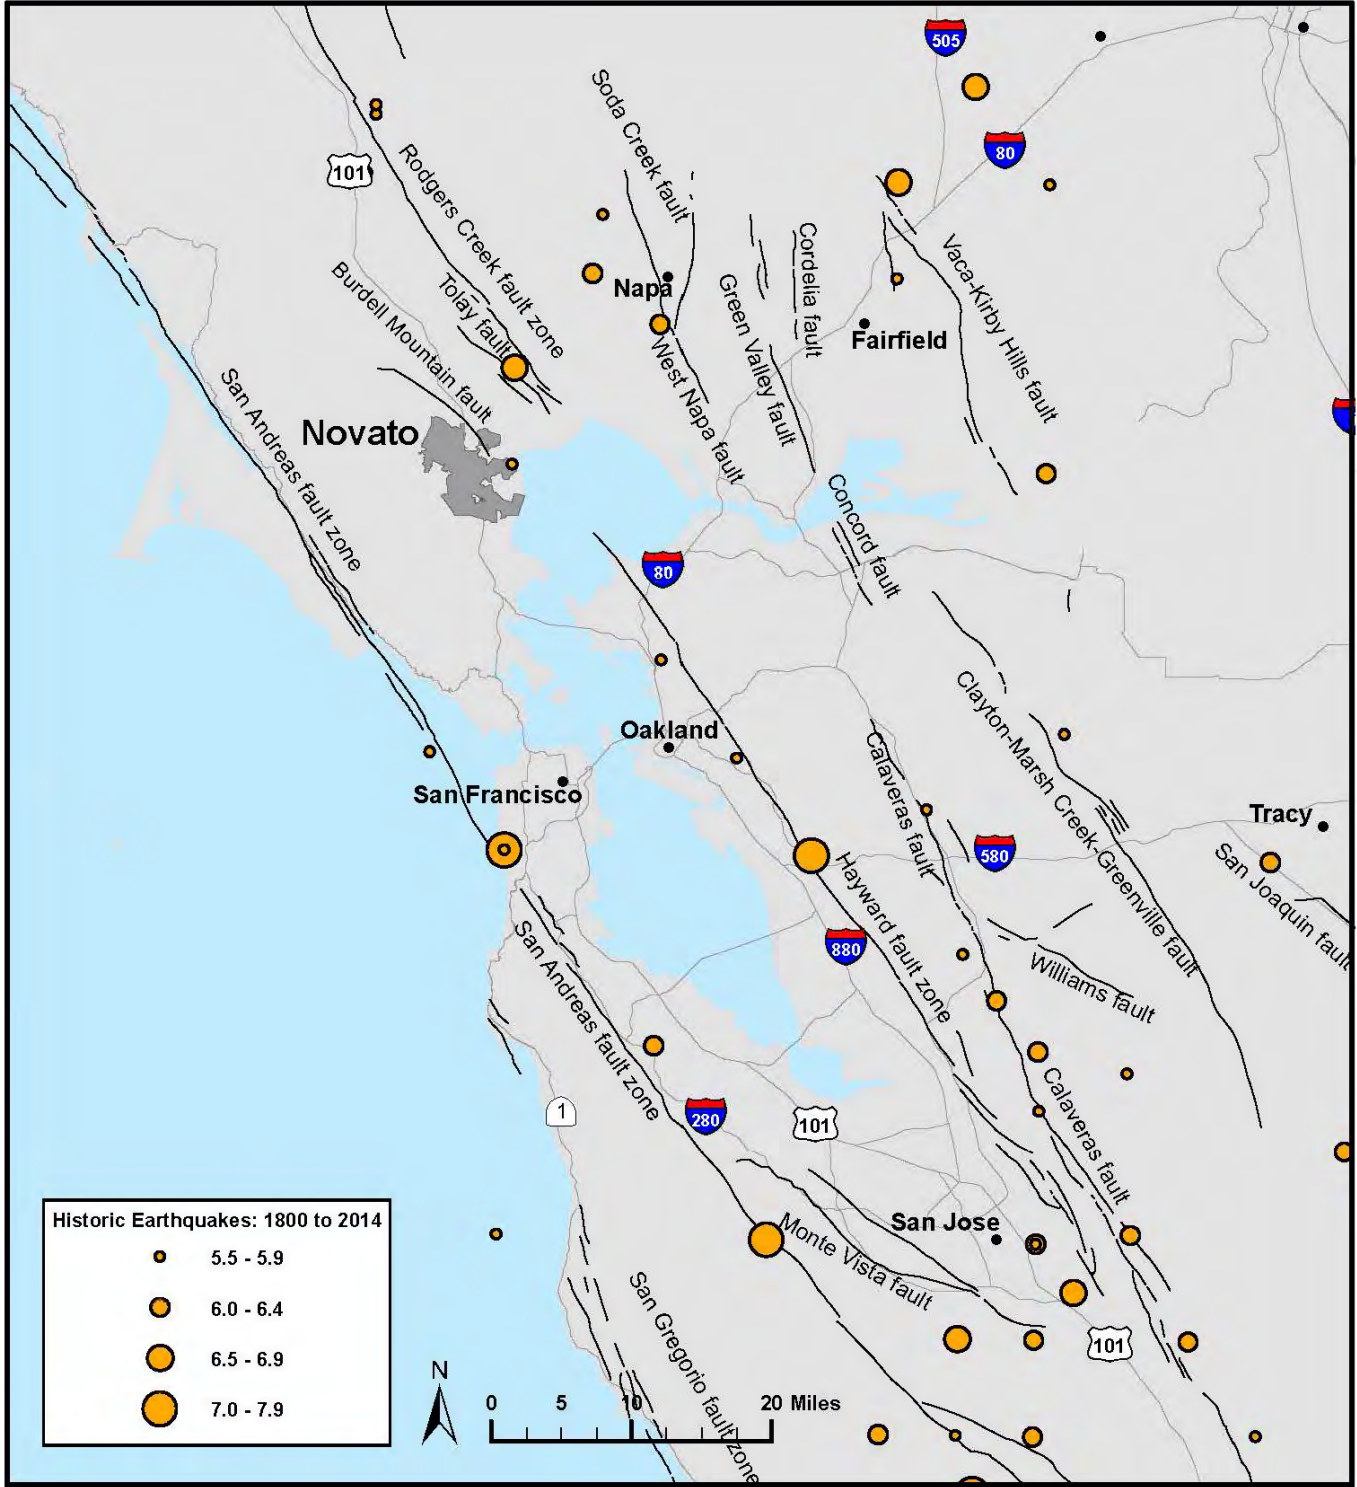 505
80
101
Soda Creek fault
Rodgers Creek fault zone
Vaca-Kirby Hills fault
Cordelia fault
Green Valley fault
Burdell Mountain fault
Tolay fault
Napa
Fairfield
West Napa fault
San Andreas fault zone
Novato
Concord fault
80
Clayton-Marsh Creek-Greenville fault
Oakland
Calaveras fault
San Francisco
Tracy
580
San Joaquin fault
Hayward fault zone
880
Williams fault
San Andreas fault zone
Calaveras fault
1
280
101
San Jose
Monte Vista fault
San Gregorio fault zone
101
Historic Earthquakes: 1800 to 2014
5.5 - 5.9
6.0 - 6.4
6.5 - 6.9
7.0 - 7.9
N
0 5 10 20 Miles